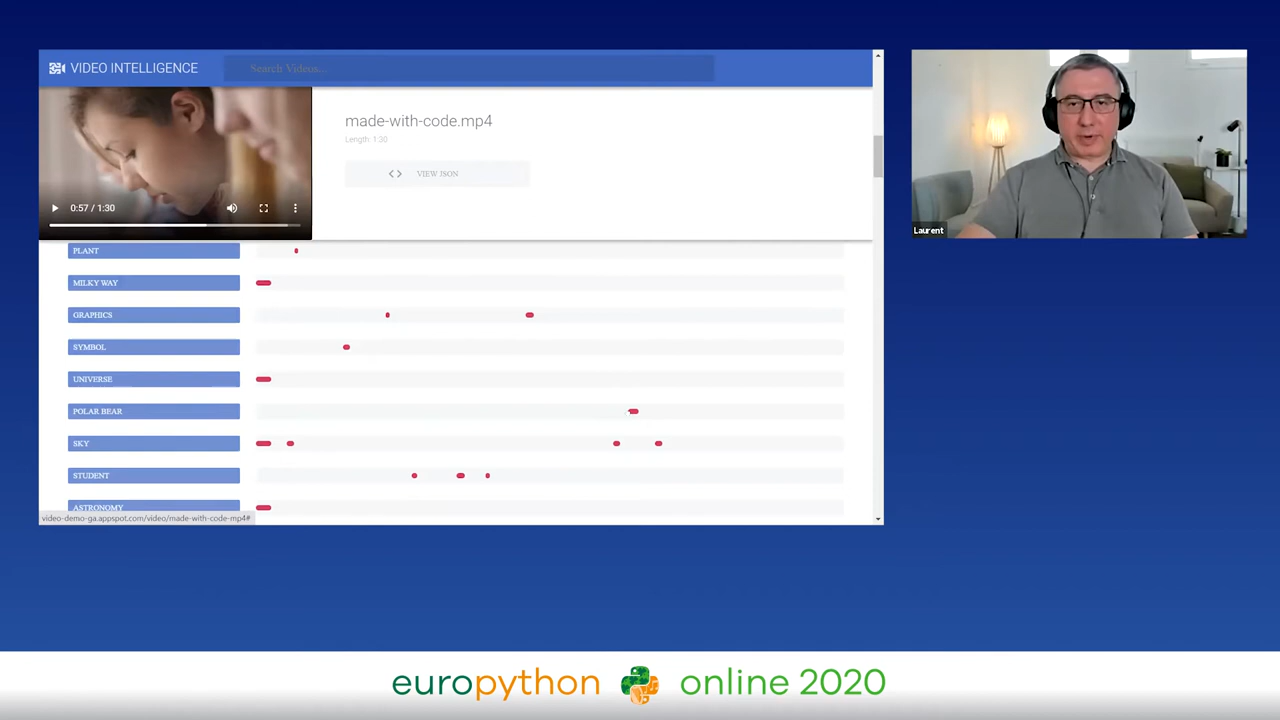 VIDEO INTELLIGENCE
Search Videos...
made-with-code.mp4
Length: 1:30
VIEW JSON
0:57 / 1:30
Laurent
PLANT
MILKY WAY
GRAPHICS
SYMBOL
UNIVERSE
POLAR BEAR
SKY
STUDENT
ASTRONOMY
video-demo-ga.appspot.com/video/made-with-code-mp4#
europython online 2020